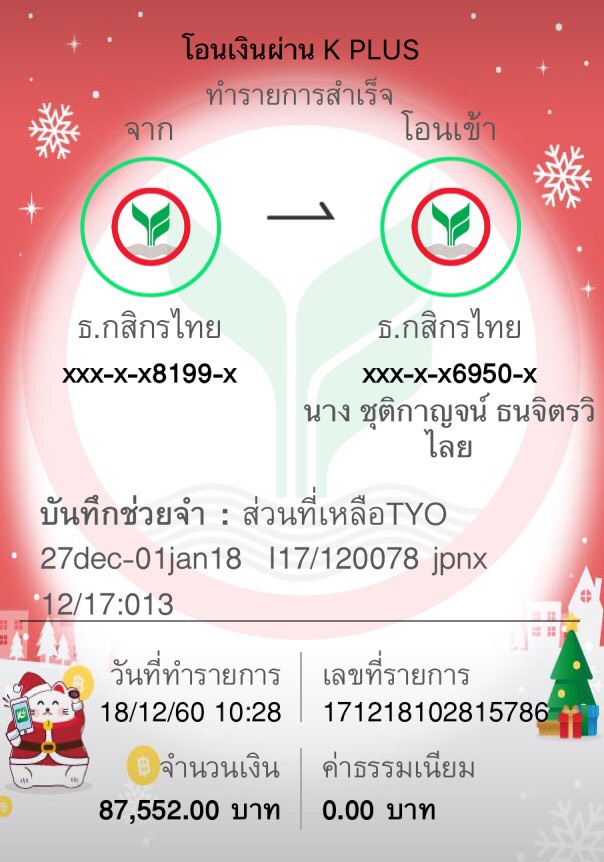 โอนเงินผ่าน K PLUS
ทำรายการสำเร็จ
จาก
โอนเข้า
ธ.กสิกรไทย
ธ.กสิกรไทย
xxx-x-x8199-x
xxx-x-x6950-x
นาง ชุติกาญจน์ ธนจิตรวิ
ไลย
บันทึกช่วยจำ : ส่วนที่เหลือTYO
27dec-01jan18 I17/120078 jpnx
12/17:013
วันที่ทำรายการ
เลขที่รายการ
18/12/60 10:28
171218102815786
จำนวนเงิน
ค่าธรรมเนียม
87,552.00 บาท
0.00 บาท